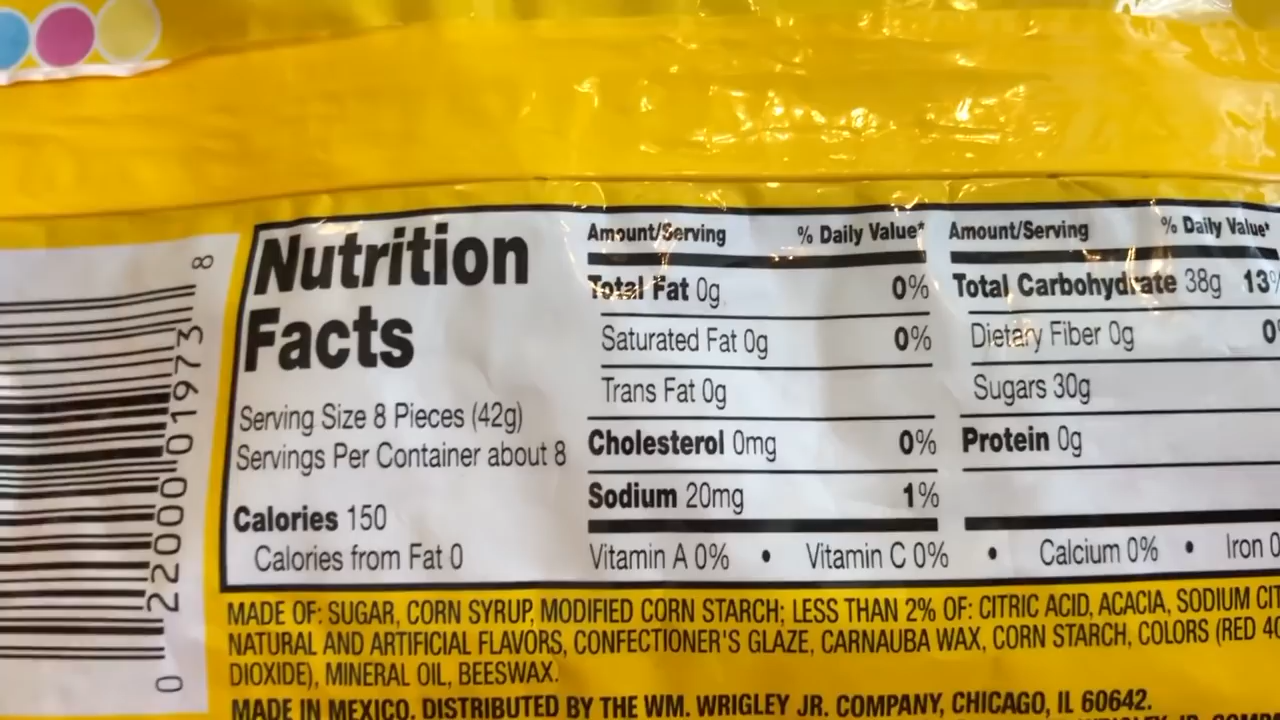 Nutrition
Facts
Serving Size 8 Pieces (42g)
Servings Per Container about 8
Calories 150
Calories from Fat 0
Amount/Serving % Daily Value*
Total Fat 0g 0%
Saturated Fat 0g 0%
Trans Fat 0g
Cholesterol 0mg 0%
Sodium 20mg 1%
Amount/Serving % Daily Value*
Total Carbohydrate 38g 13%
Dietary Fiber 0g 0
Sugars 30g
Protein 0g
Vitamin A 0% • Vitamin C 0% • Calcium 0% • Iron 0
MADE OF: SUGAR, CORN SYRUP, MODIFIED CORN STARCH; LESS THAN 2% OF: CITRIC ACID, ACACIA, SODIUM CIT
NATURAL AND ARTIFICIAL FLAVORS, CONFECTIONER'S GLAZE, CARNAUBA WAX, CORN STARCH, COLORS (RED 40
DIOXIDE), MINERAL OIL, BEESWAX.
MADE IN MEXICO. DISTRIBUTED BY THE WM. WRIGLEY JR. COMPANY, CHICAGO, IL 60642.
0 22000 01973 8